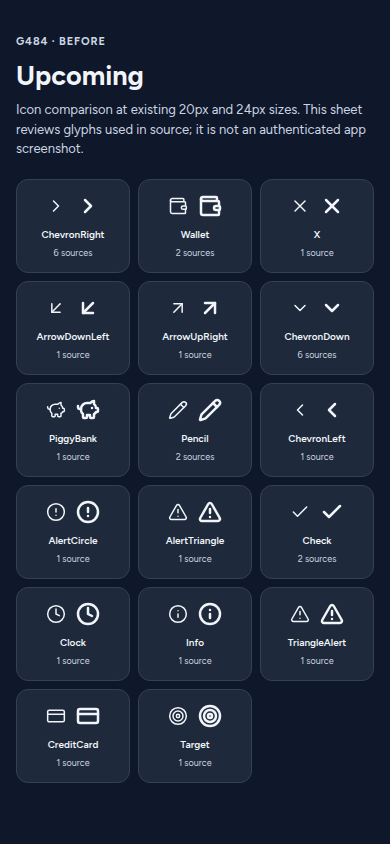 G484 · BEFORE
Upcoming
Icon comparison at existing 20px and 24px sizes. This sheet
reviews glyphs used in source; it is not an authenticated app
screenshot.
ChevronRight
6 sources
Wallet
2 sources
X
1 source
ArrowDownLeft
1 source
ArrowUpRight
1 source
ChevronDown
6 sources
PiggyBank
1 source
Pencil
2 sources
ChevronLeft
1 source
AlertCircle
1 source
AlertTriangle
1 source
Check
2 sources
Clock
1 source
Info
1 source
TriangleAlert
1 source
CreditCard
1 source
Target
1 source